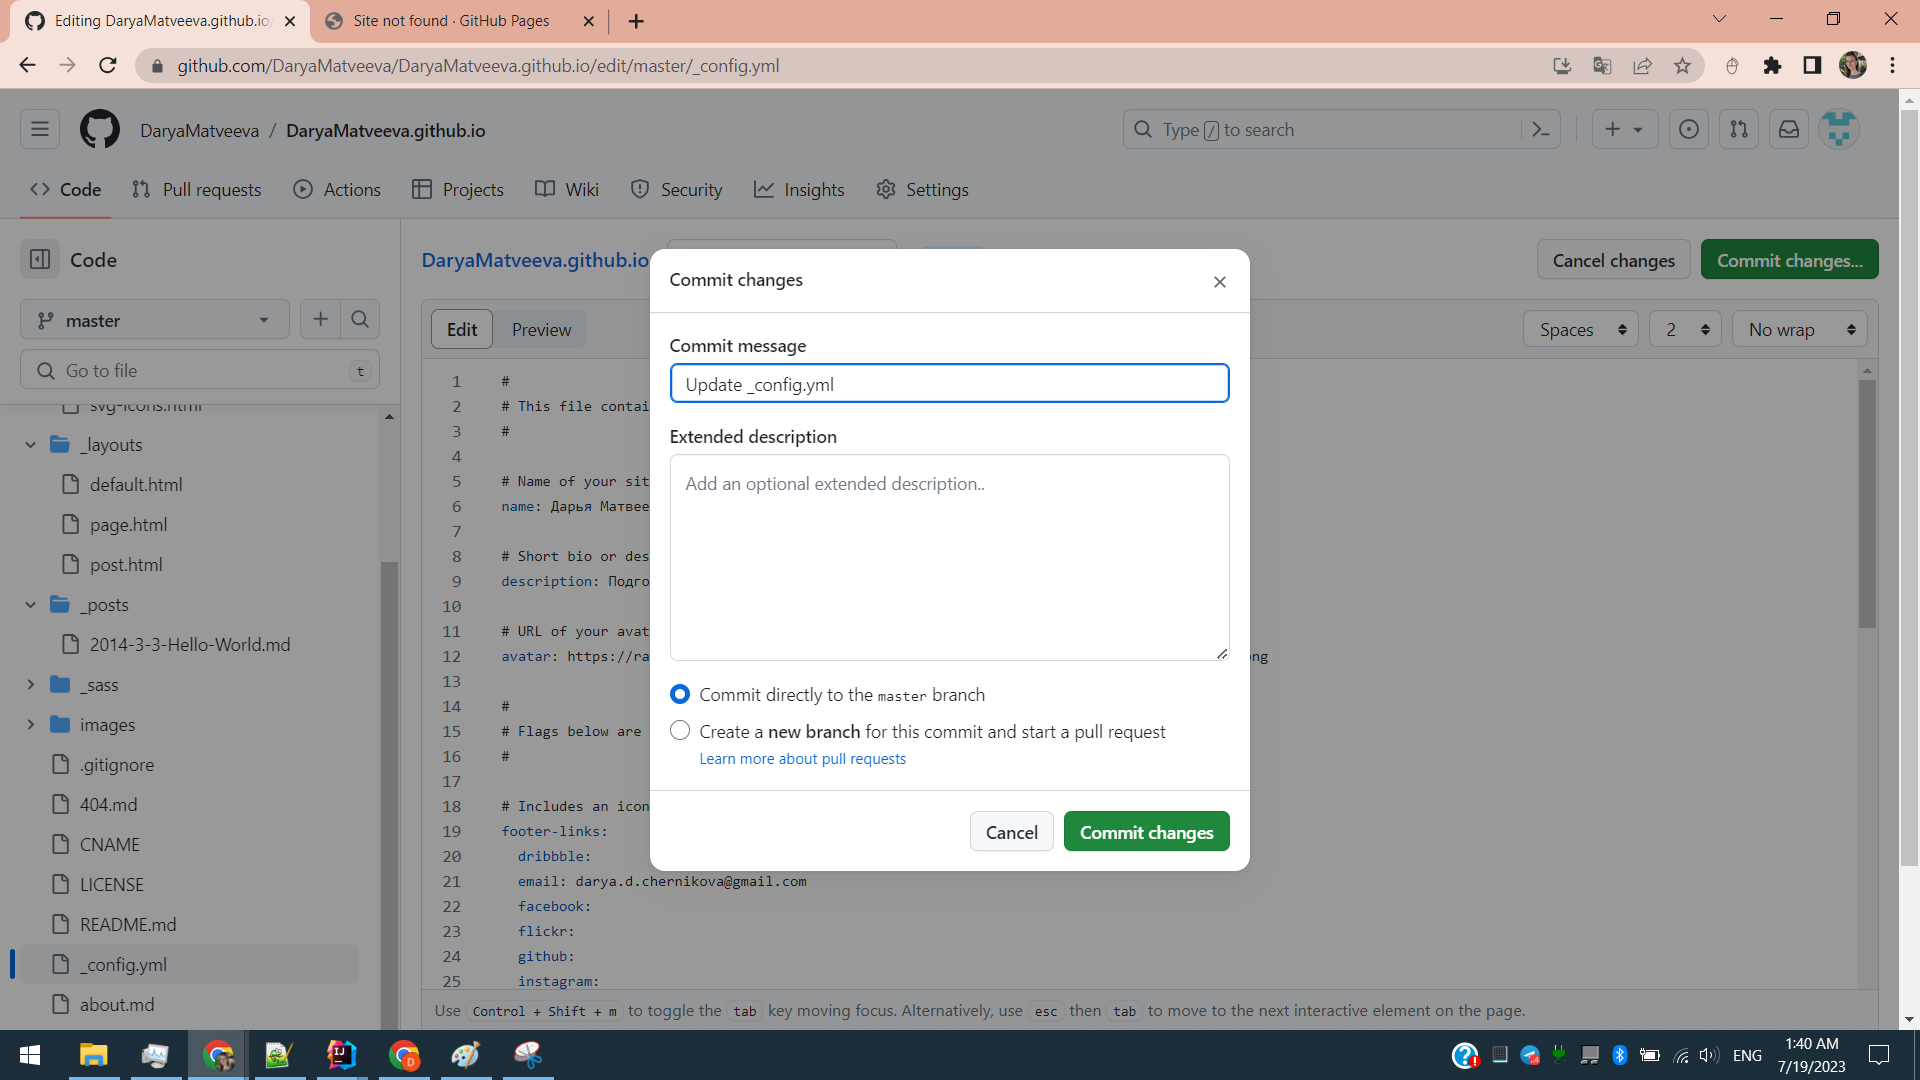 Editing DaryaMatveeva.github.io/
Site not found · GitHub Pages
github.com/DaryaMatveeva/DaryaMatveeva.github.io/edit/master/_config.yml
DaryaMatveeva / DaryaMatveeva.github.io
Type / to search
Code
Pull requests
Actions
Projects
Wiki
Security
Insights
Settings
Code
master
Go to file
t
svg-icons.html
_layouts
default.html
page.html
post.html
_posts
2014-3-3-Hello-World.md
_sass
images
.gitignore
404.md
CNAME
LICENSE
README.md
_config.yml
about.md
DaryaMatveeva.github.io
Cancel changes
Commit changes...
Edit
Preview
Spaces
2
No wrap
1 #
2 # This file contai
3 #
4
5 # Name of your sit
6 name: Дарья Матвее
7
8 # Short bio or des
9 description: Подго
10
11 # URL of your avat
12 avatar: https://ra ng
13
14 #
15 # Flags below are
16 #
17
18 # Includes an icon
19 footer-links:
20 dribbble:
21 email: darya.d.chernikova@gmail.com
22 facebook:
23 flickr:
24 github:
25 instagram:
Commit changes
Commit message
Update _config.yml
Extended description
Add an optional extended description..
Commit directly to the master branch
Create a new branch for this commit and start a pull request
Learn more about pull requests
Cancel
Commit changes
Use Control + Shift + m to toggle the tab key moving focus. Alternatively, use esc then tab to move to the next interactive element on the page.
ENG
1:40 AM
7/19/2023